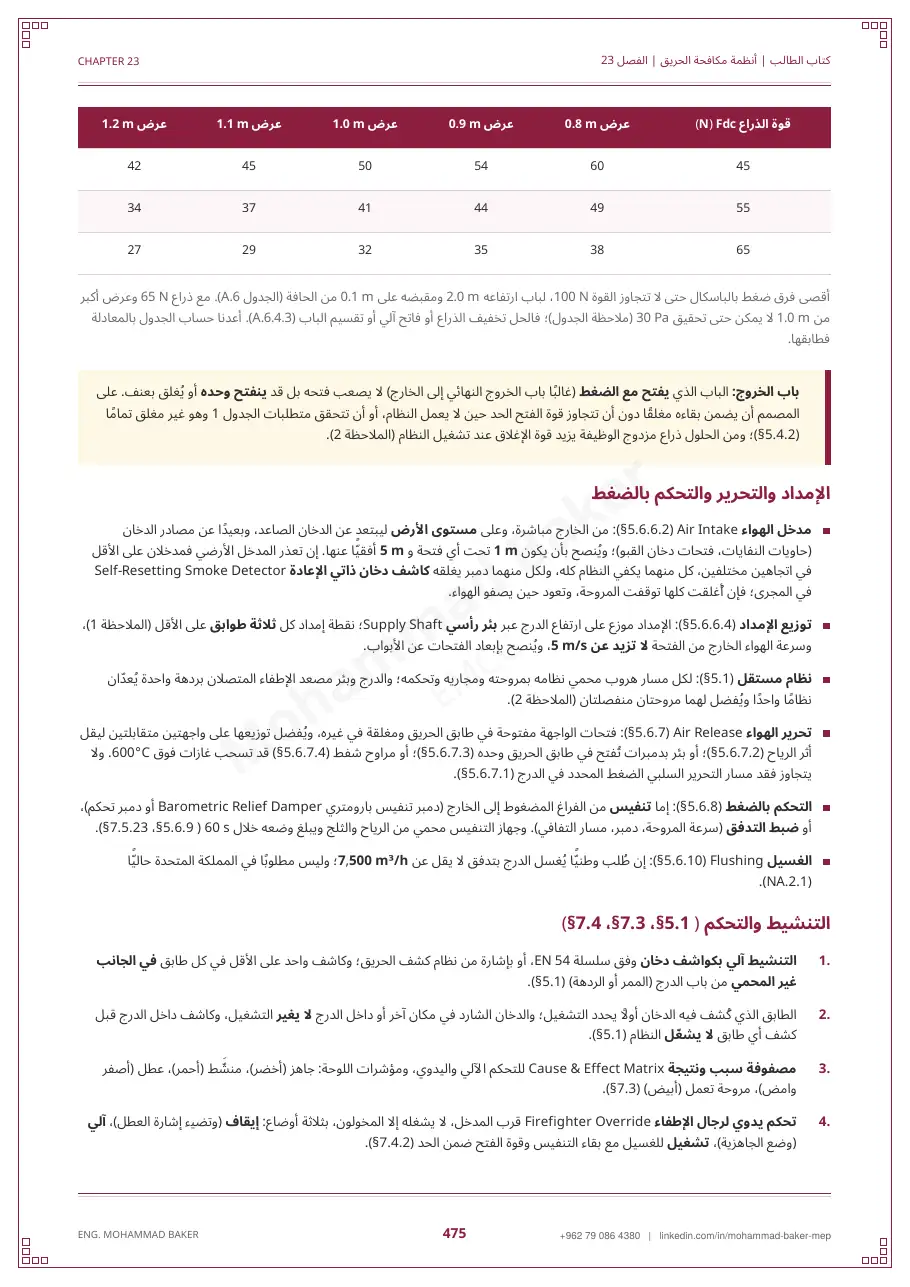 كتاب الطالب | أنظمة مكافحة الحريق | الفصل 23
CHAPTER 23
قوة الذراع Fdc (N) عرض 0.8 m عرض 0.9 m عرض 1.0 m عرض 1.1 m عرض 1.2 m
45 60 54 50 45 42
55 49 44 41 37 34
65 38 35 32 29 27
أقصى فرق ضغط بالباسكال حتى لا تتجاوز القوة 100 N، لباب ارتفاعه 2.0 m ومقبضه على 0.1 m من الحافة (الجدول A.6). مع ذراع 65 N وعرض أكبر
من 1.0 m لا يمكن حتى تحقيق 30 Pa (ملاحظة الجدول)؛ فالحل تخفيف الذراع أو فاتح آلي أو تقسيم الباب (A.6.4.3). أعدنا حساب الجدول بالمعادلة
فطابقها.
باب الخروج: الباب الذي يفتح مع الضغط (غالبًا باب الخروج النهائي إلى الخارج) لا يصعب فتحه بل قد ينفتح وحده أو يُغلق بعنف. على
المصمم أن يضمن بقاءه مغلقًا دون أن تتجاوز قوة الفتح الحد حين لا يعمل النظام، أو أن تتحقق متطلبات الجدول 1 وهو غير مغلق تمامًا
(§5.4.2)؛ ومن الحلول ذراع مزدوج الوظيفة يزيد قوة الإغلاق عند تشغيل النظام (الملاحظة 2).
الإمداد والتحرير والتحكم بالضغط
▪ مدخل الهواء Air Intake (§5.6.6.2): من الخارج مباشرة، وعلى مستوى الأرض ليبتعد عن الدخان الصاعد، وبعيدًا عن مصادر الدخان
(حاويات النفايات، فتحات دخان القبو)؛ ويُنصح بأن يكون 1 m تحت أي فتحة و 5 m أفقيًّا عنها. إن تعذر المدخل الأرضي فمدخلان على الأقل
في اتجاهين مختلفين، كل منهما يكفي النظام كله، ولكل منهما دمبر يغلقه كاشف دخان ذاتي الإعادة Self-Resetting Smoke Detector
في المجرى؛ فإن أُغلقت كلها توقفت المروحة، وتعود حين يصفو الهواء.
▪ توزيع الإمداد (§5.6.6.4): الإمداد موزع على ارتفاع الدرج عبر بئر رأسي Supply Shaft؛ نقطة إمداد كل ثلاثة طوابق على الأقل (الملاحظة 1)،
وسرعة الهواء الخارج من الفتحة لا تزيد عن 5 m/s، ويُنصح بإبعاد الفتحات عن الأبواب.
▪ نظام مستقل (§5.1): لكل مسار هروب محمي نظامه بمروحته ومجاريه وتحكمه؛ والدرج وبئر مصعد الإطفاء المتصلان بردهة واحدة يُعدّان
نظامًا واحدًا ويُفضل لهما مروحتان منفصلتان (الملاحظة 2).
▪ تحرير الهواء Air Release (§5.6.7): فتحات الواجهة مفتوحة في طابق الحريق ومغلقة في غيره، ويُفضل توزيعها على واجهتين متقابلتين ليقل
أثر الرياح (§5.6.7.2)؛ أو بئر بدمبرات تُفتح في طابق الحريق وحده (§5.6.7.3)؛ أو مراوح شفط (§5.6.7.4) قد تسحب غازات فوق 600°C. ولا
يتجاوز فقد مسار التحرير السلبي الضغط المحدد في الدرج (§5.6.7.1).
▪ التحكم بالضغط (§5.6.8): إما تنفيس من الفراغ المضغوط إلى الخارج (دمبر تنفيس بارومتري Barometric Relief Damper أو دمبر تحكم)،
أو ضبط التدفق (سرعة المروحة، دمبر، مسار التفافي). وجهاز التنفيس محمي من الرياح والثلج ويبلغ وضعه خلال 60 s ( §5.6.9، §7.5.23).
▪ الغسيل Flushing (§5.6.10): إن طُلب وطنيًّا يُغسل الدرج بتدفق لا يقل عن 7,500 m³/h؛ وليس مطلوبًا في المملكة المتحدة حاليًّا
(NA.2.1).
التنشيط والتحكم ( §5.1، §7.3، §7.4)
1. التنشيط آلي بكواشف دخان وفق سلسلة EN 54، أو بإشارة من نظام كشف الحريق؛ وكاشف واحد على الأقل في كل طابق في الجانب
غير المحمي من باب الدرج (الممر أو الردهة) (§5.1).
2. الطابق الذي كُشف فيه الدخان أولًا يحدد التشغيل؛ والدخان الشارد في مكان آخر أو داخل الدرج لا يغير التشغيل، وكاشف داخل الدرج قبل
كشف أي طابق لا يشغّل النظام (§5.1).
3. مصفوفة سبب ونتيجة Cause & Effect Matrix للتحكم الآلي واليدوي، ومؤشرات اللوحة: جاهز (أخضر)، منشَّط (أحمر)، عطل (أصفر
وامض)، مروحة تعمل (أبيض) (§7.3).
4. تحكم يدوي لرجال الإطفاء Firefighter Override قرب المدخل، لا يشغله إلا المخولون، بثلاثة أوضاع: إيقاف (وتضيء إشارة العطل)، آلي
(وضع الجاهزية)، تشغيل للغسيل مع بقاء التنفيس وقوة الفتح ضمن الحد (§7.4.2).
ENG. MOHAMMAD BAKER
475
+962 79 086 4380 | linkedin.com/in/mohammad-baker-mep